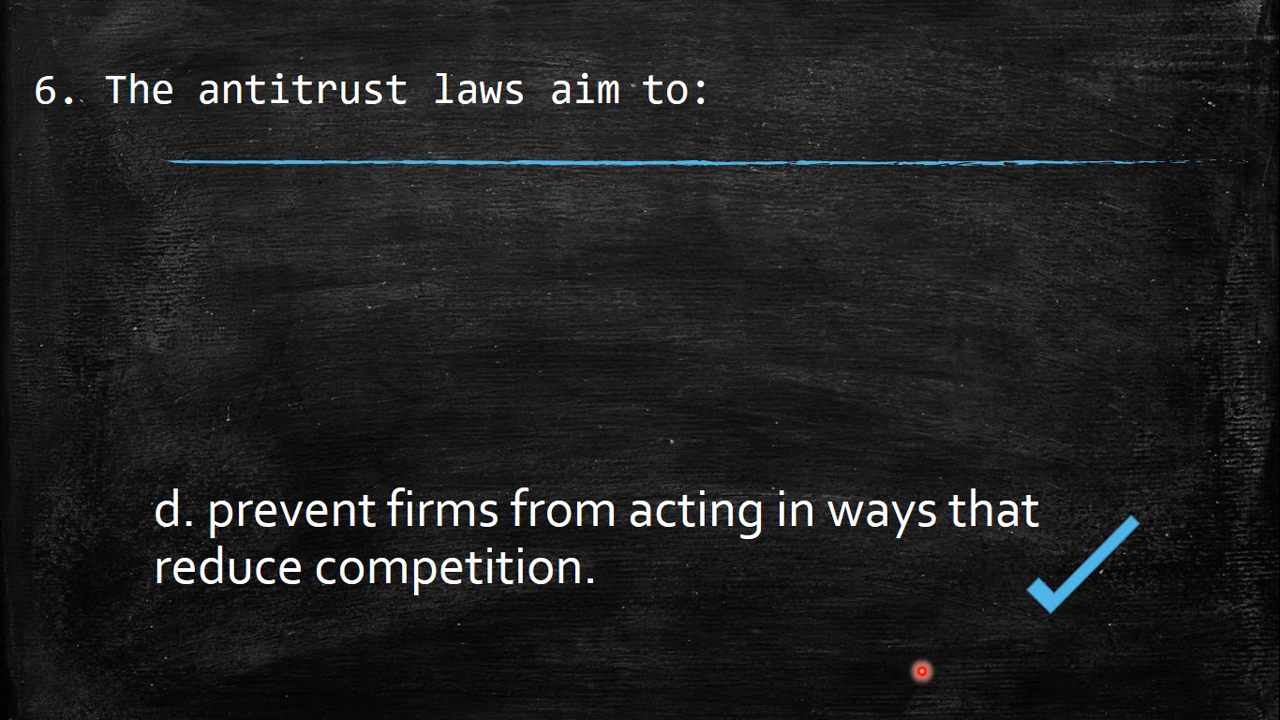 6. The antitrust laws aim to:
d. prevent firms from acting in ways that
reduce competition.